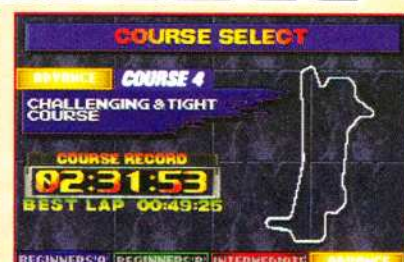 COURSE SELECT
ADVANCE COURSE 4
CHALLENGING & TIGHT
COURSE
COURSE RECORD
02:31:53
BEST LAP 00:49:25
BEGINNERS'A' BEGINNERS'B' INTERMEDIATE ADVANCE